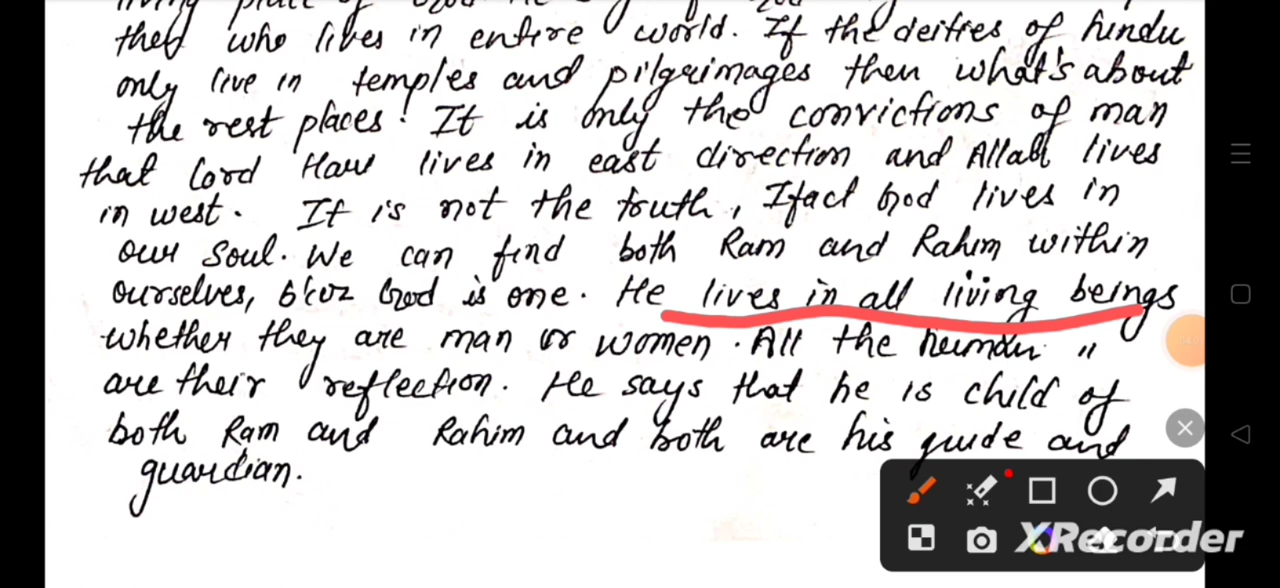 living place of
they who lives in entire world. If the deities of hindu
only live in temples and pilgrimages then what's about
the rest places! It is only the convictions of man
that Lord Hari lives in east direction and Allah lives
in west. It is not the truth, Ifact God lives in
our soul. We can find both Ram and Rahim within
ourselves, b'coz God is one. He lives in all living beings
whether they are man or women. All the human "
are their reflection. He says that he is child of
both Ram and Rahim and both are his guide and
guardian.
XRecorder